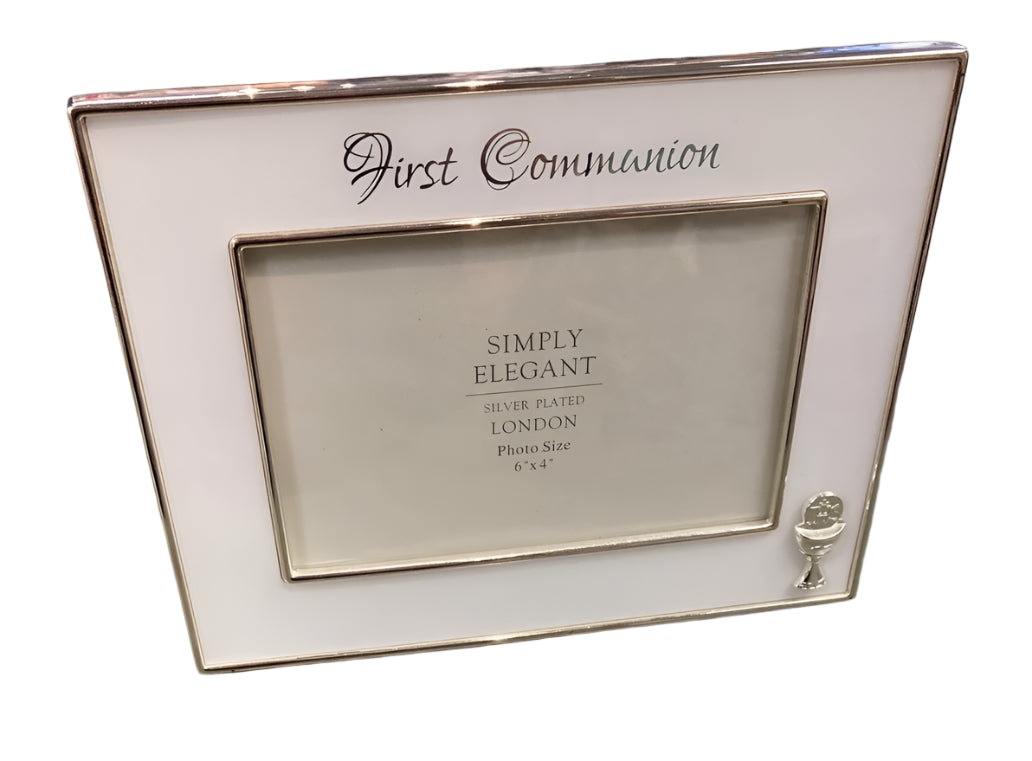 First Communion
SIMPLY
ELEGANT
SILVER PLATED
LONDON
Photo Size
6"x4"